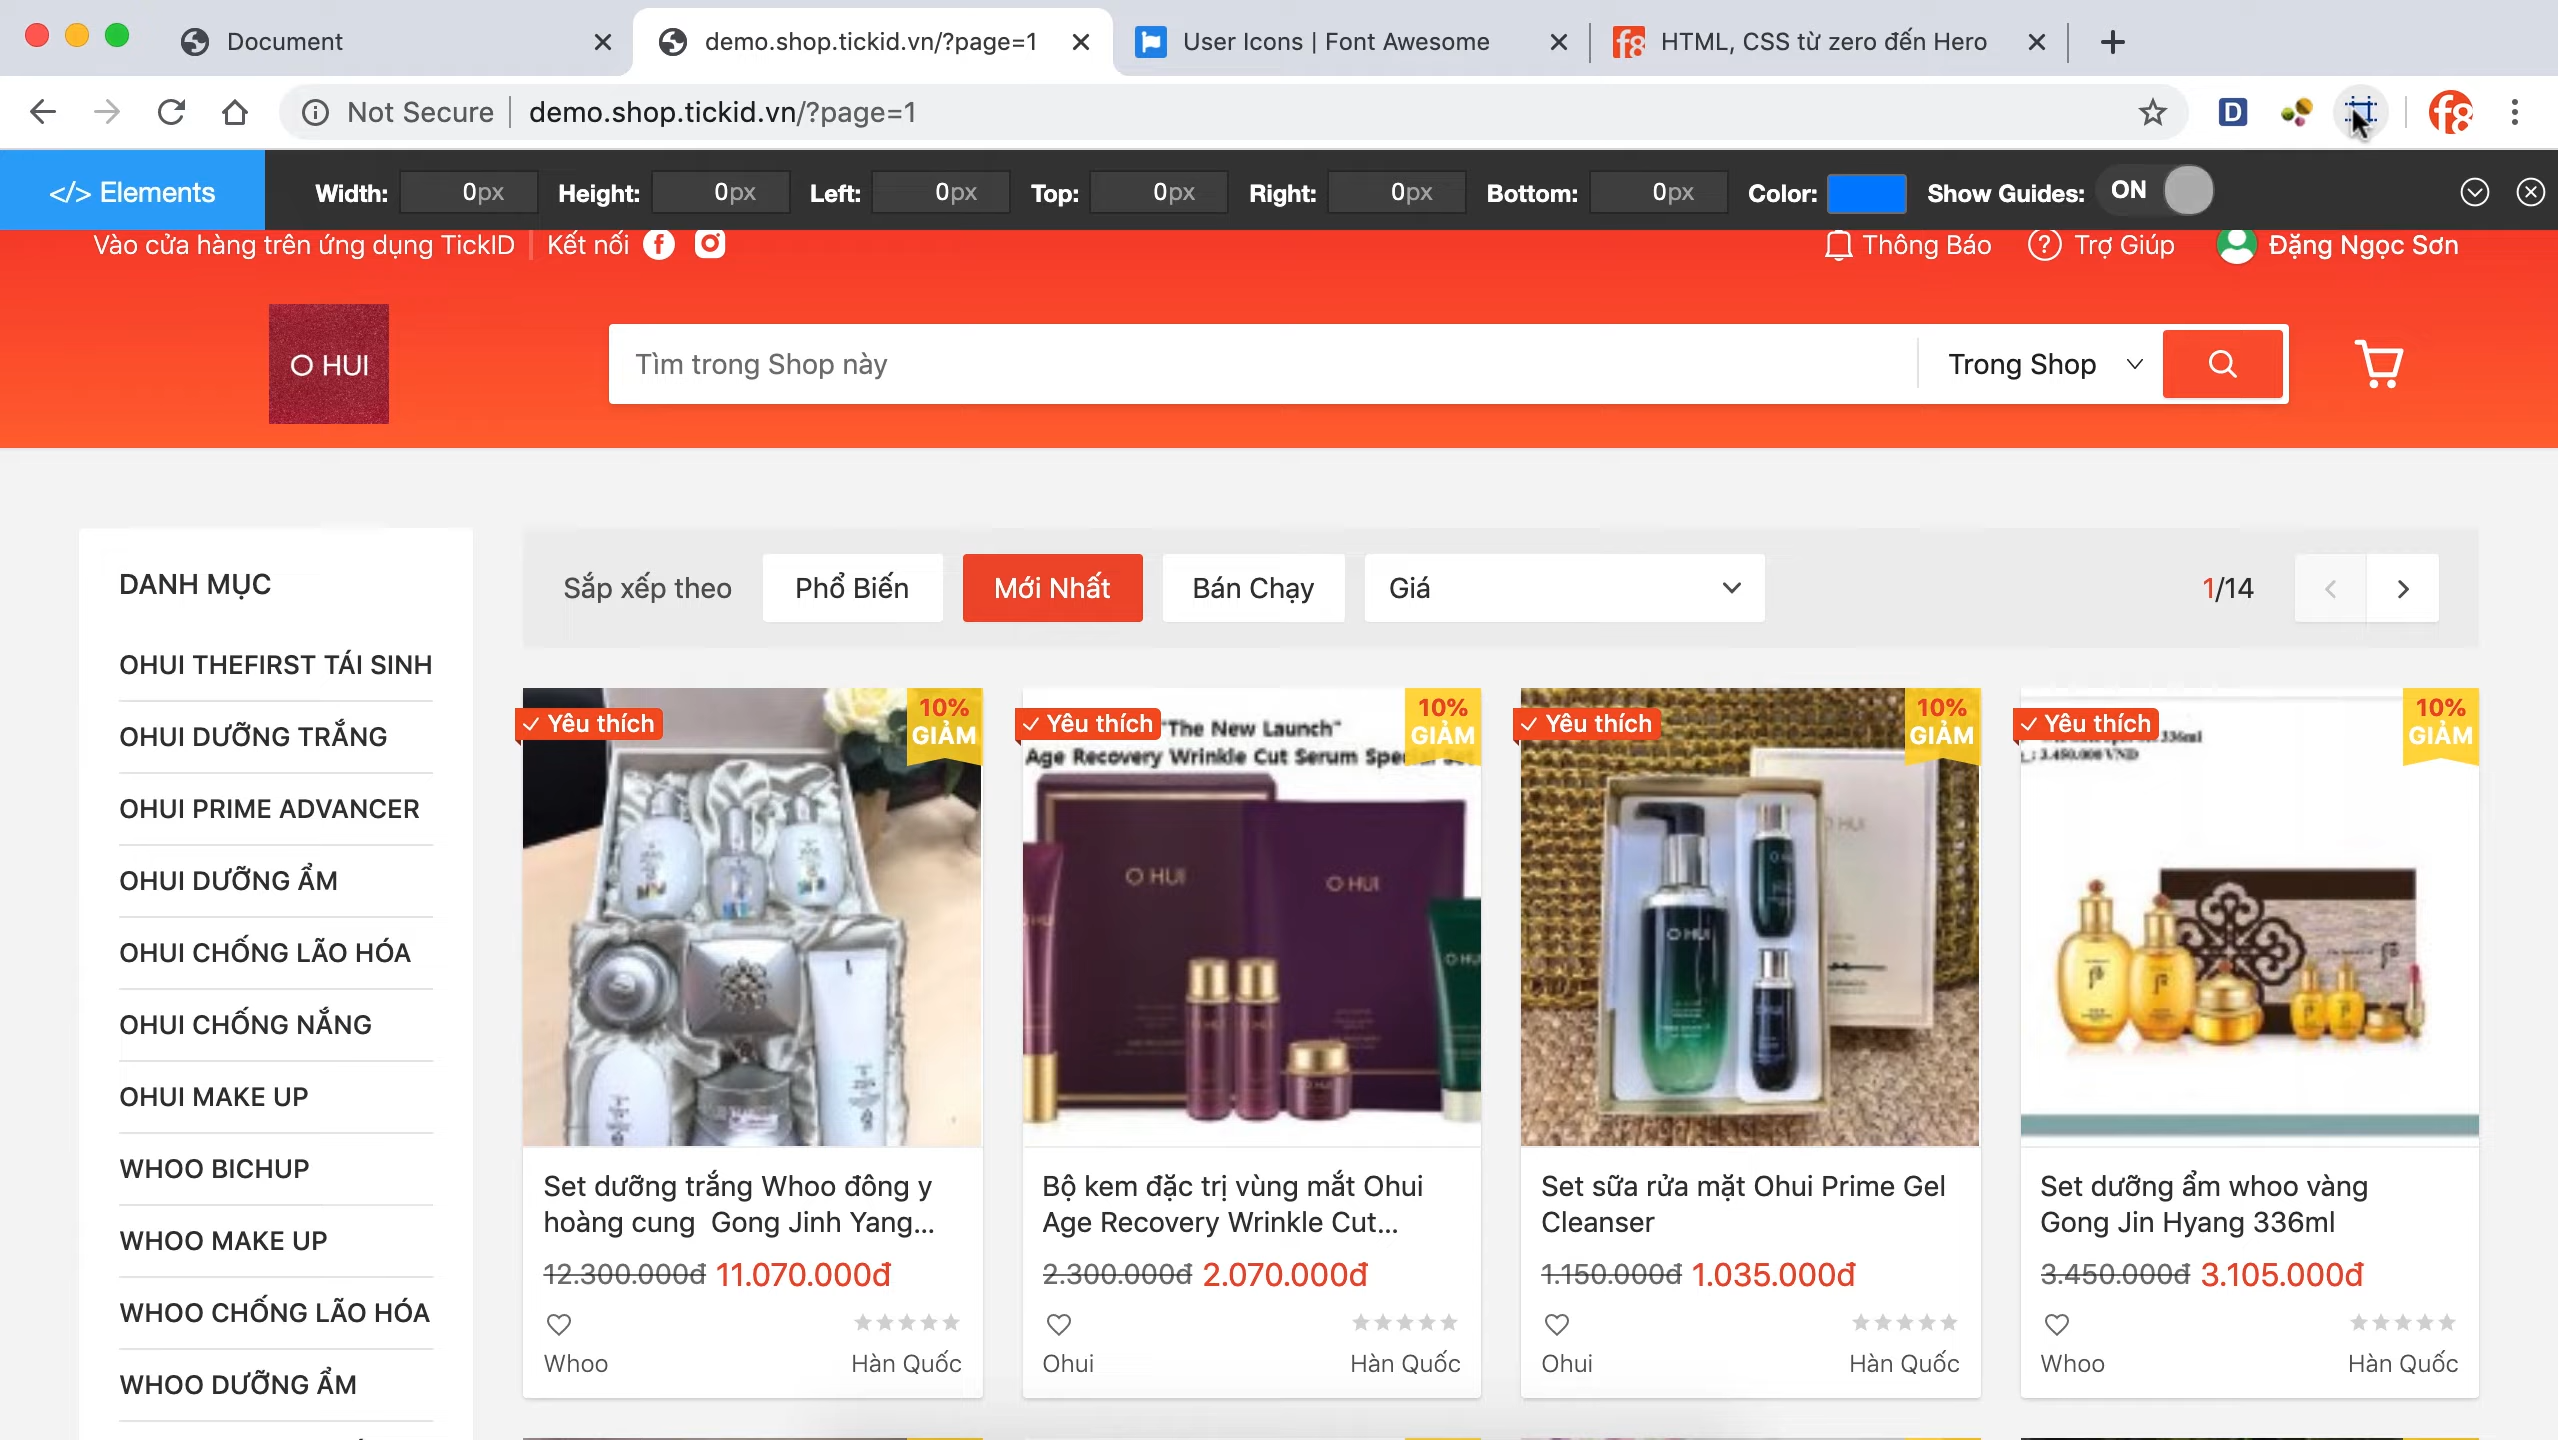 Document
demo.shop.tickid.vn/?page=1
User Icons | Font Awesome
f8 HTML, CSS từ zero đến Hero
Not Secure demo.shop.tickid.vn/?page=1
D
f8
</> Elements
Width: 0px Height: 0px Left: 0px Top: 0px Right: 0px Bottom: 0px Color: Show Guides: ON
Vào cửa hàng trên ứng dụng TickID Kết nối
Thông Báo Trợ Giúp Đặng Ngọc Sơn
O HUI
Tìm trong Shop này
Trong Shop
DANH MỤC
OHUI THEFIRST TÁI SINH
OHUI DƯỠNG TRẮNG
OHUI PRIME ADVANCER
OHUI DƯỠNG ẨM
OHUI CHỐNG LÃO HÓA
OHUI CHỐNG NẮNG
OHUI MAKE UP
WHOO BICHUP
WHOO MAKE UP
WHOO CHỐNG LÃO HÓA
WHOO DƯỠNG ẨM
Sắp xếp theo Phổ Biến Mới Nhất Bán Chạy Giá 1/14
Yêu thích
10%
GIẢM
Set dưỡng trắng Whoo đông y
hoàng cung Gong Jinh Yang...
12.300.000đ 11.070.000đ
Whoo Hàn Quốc
Yêu thích
10%
GIẢM
"The New Launch"
Age Recovery Wrinkle Cut Serum Special Set
O HUI
O HUI
Bộ kem đặc trị vùng mắt Ohui
Age Recovery Wrinkle Cut...
2.300.000đ 2.070.000đ
Ohui Hàn Quốc
Yêu thích
10%
GIẢM
O HUI
O HUI
Set sữa rửa mặt Ohui Prime Gel
Cleanser
1.150.000đ 1.035.000đ
Ohui Hàn Quốc
Yêu thích
10%
GIẢM
336ml
: 3.450.000 VND
Set dưỡng ẩm whoo vàng
Gong Jin Hyang 336ml
3.450.000đ 3.105.000đ
Whoo Hàn Quốc